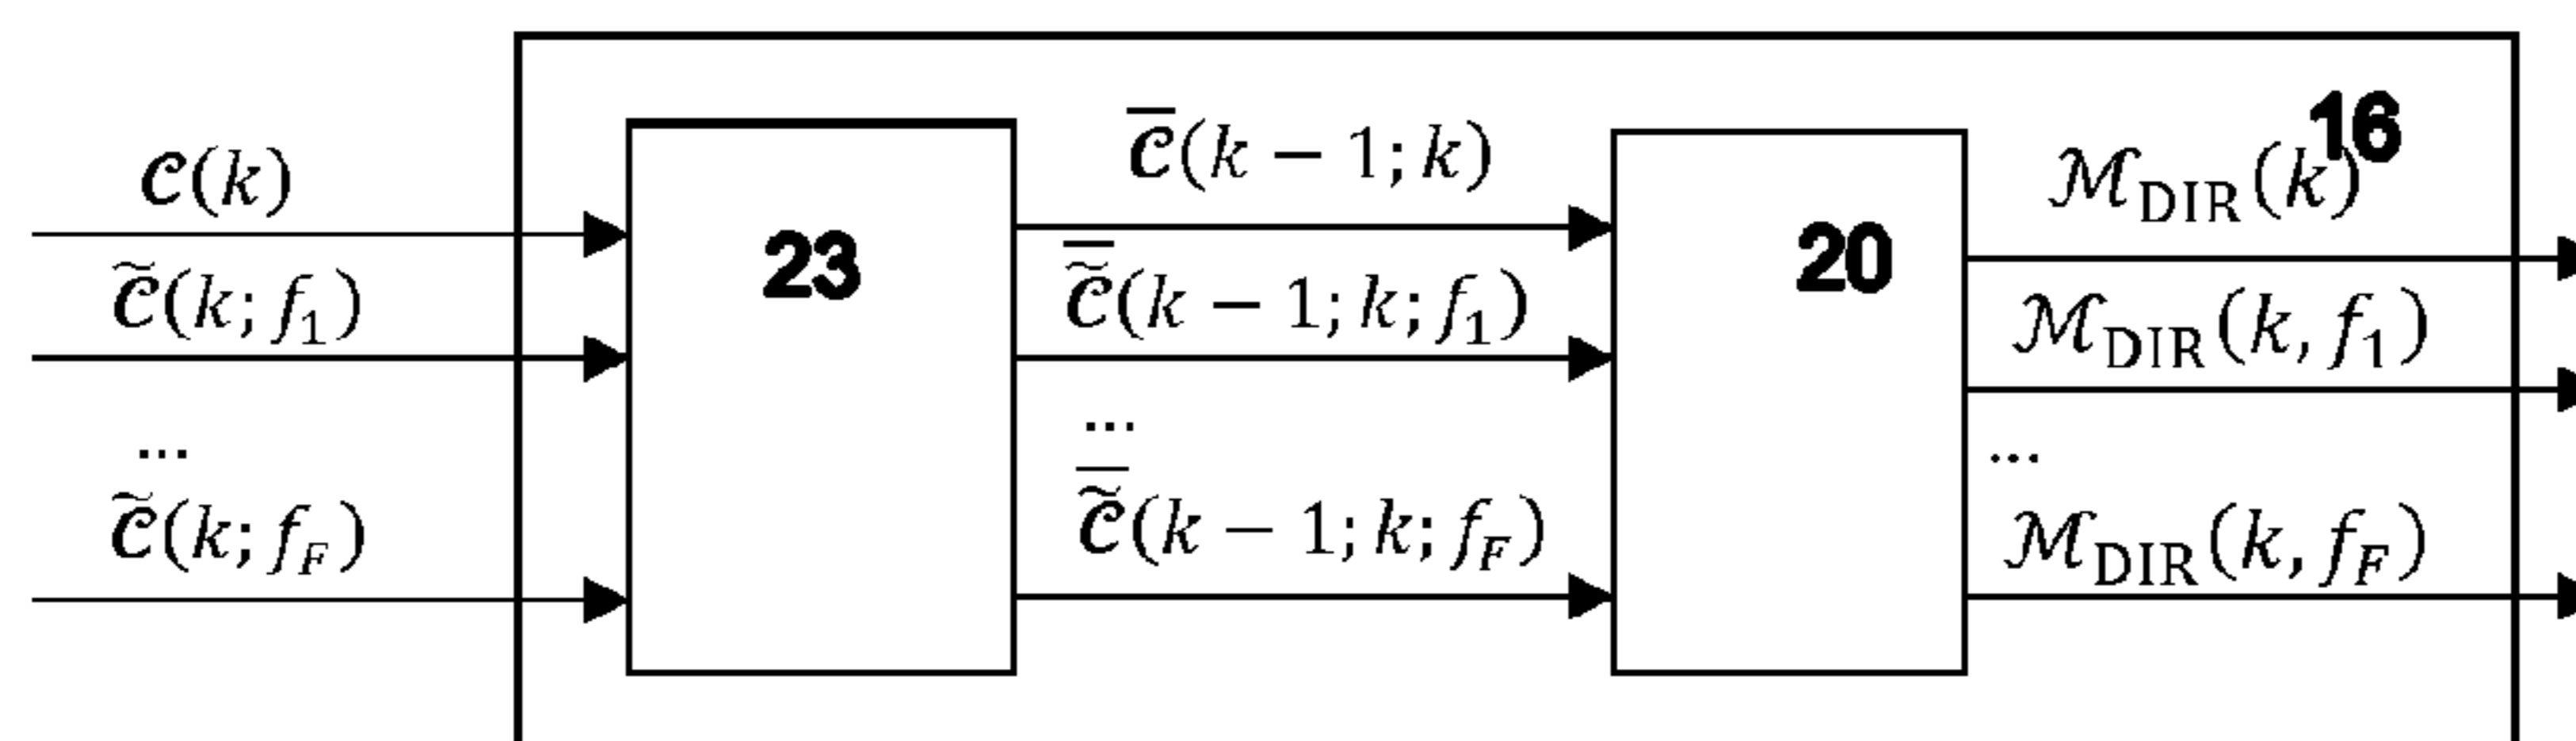 𝓒(k)
𝓒̃(k; f₁)
...
𝓒̃(k; f_F)
23
𝓒̅(k − 1; k)
𝓒̃̅(k − 1; k; f₁)
...
𝓒̃̅(k − 1; k; f_F)
20
16
ℳ_DIR(k)
ℳ_DIR(k, f₁)
...
ℳ_DIR(k, f_F)